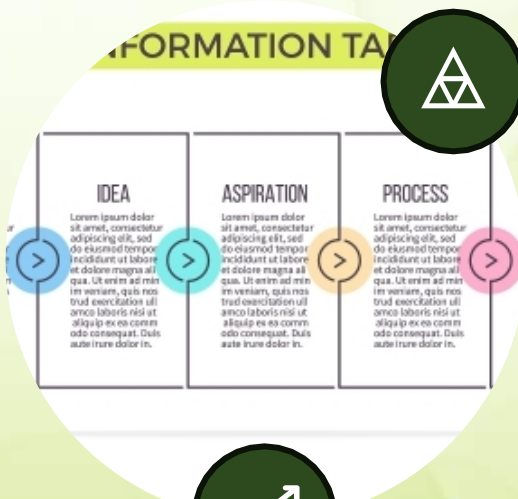 NFORMATION TA
IDEA
Lorem ipsum dolor
sit amet, consectetur
adipiscing elit, sed
do eiusmod tempor
incididunt ut labore
et dolore magna ali
qua. Ut enim ad min
im veniam, quis nos
trud exercitation ull
amco laboris nisi ut
aliquip ex ea comm
odo consequat. Duis
aute irure dolor in.
ASPIRATION
Lorem ipsum dolor
sit amet, consectetur
adipiscing elit, sed
do eiusmod tempor
incididunt ut labore
et dolore magna ali
qua. Ut enim ad min
im veniam, quis nos
trud exercitation ull
amco laboris nisi ut
aliquip ex ea comm
odo consequat. Duis
aute irure dolor in.
PROCESS
Lorem ipsum dolor
sit amet, consectetur
adipiscing elit, sed
do eiusmod tempor
incididunt ut labore
et dolore magna ali
qua. Ut enim ad min
im veniam, quis nos
trud exercitation ull
amco laboris nisi ut
aliquip ex ea comm
odo consequat. Duis
aute irure dolor in.